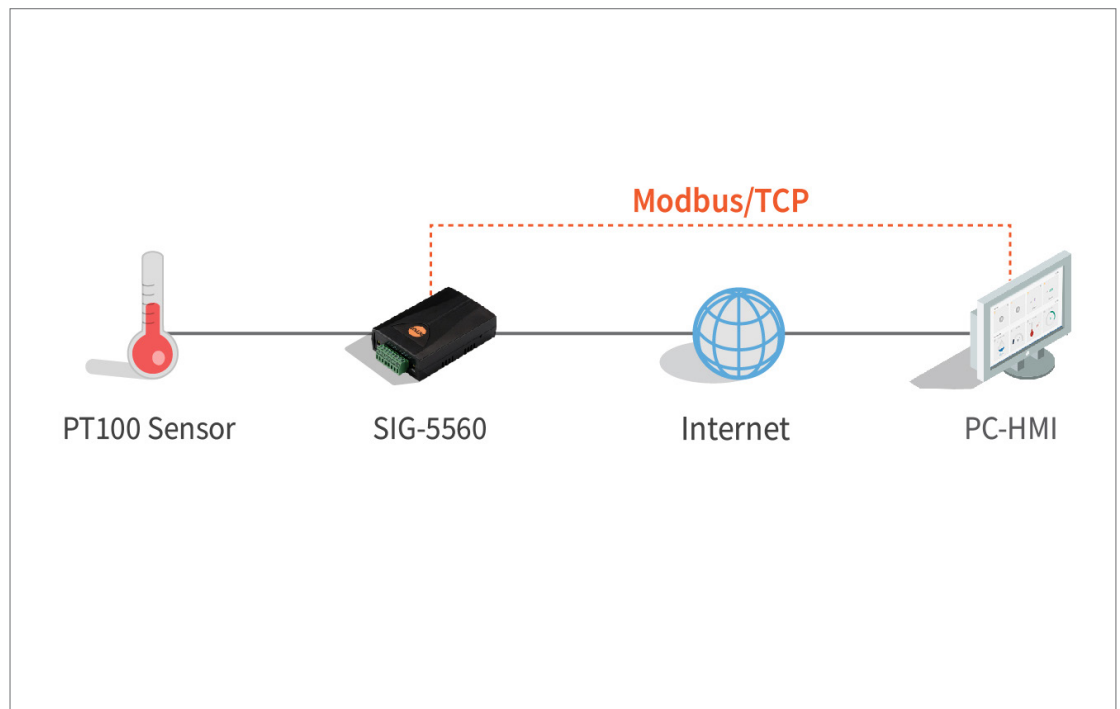 Modbus/TCP
PT100 Sensor
SIG-5560
Internet
PC-HMI